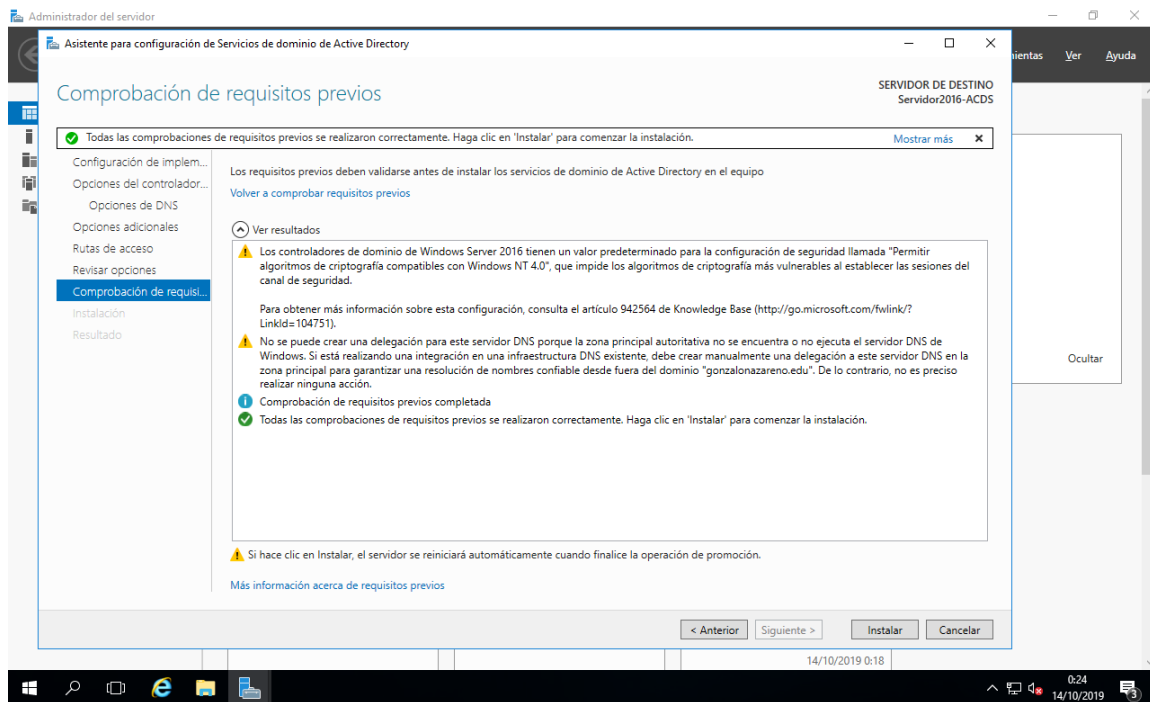 Administrador del servidor
Asistente para configuración de Servicios de dominio de Active Directory
Ver
Ayuda
Comprobación de requisitos previos
SERVIDOR DE DESTINO
Servidor2016-ACDS
Todas las comprobaciones de requisitos previos se realizaron correctamente. Haga clic en 'Instalar' para comenzar la instalación.
Mostrar más
Configuración de implem...
Opciones del controlador...
Opciones de DNS
Opciones adicionales
Rutas de acceso
Revisar opciones
Comprobación de requisi...
Instalación
Resultado
Los requisitos previos deben validarse antes de instalar los servicios de dominio de Active Directory en el equipo
Volver a comprobar requisitos previos
Ver resultados
Los controladores de dominio de Windows Server 2016 tienen un valor predeterminado para la configuración de seguridad llamada "Permitir
algoritmos de criptografía compatibles con Windows NT 4.0", que impide los algoritmos de criptografía más vulnerables al establecer las sesiones del
canal de seguridad.
Para obtener más información sobre esta configuración, consulta el artículo 942564 de Knowledge Base (http://go.microsoft.com/fwlink/?
LinkId=104751).
No se puede crear una delegación para este servidor DNS porque la zona principal autoritativa no se encuentra o no ejecuta el servidor DNS de
Windows. Si está realizando una integración en una infraestructura DNS existente, debe crear manualmente una delegación a este servidor DNS en la
zona principal para garantizar una resolución de nombres confiable desde fuera del dominio "gonzalonazareno.edu". De lo contrario, no es preciso
realizar ninguna acción.
Comprobación de requisitos previos completada
Todas las comprobaciones de requisitos previos se realizaron correctamente. Haga clic en 'Instalar' para comenzar la instalación.
Ocultar
Si hace clic en Instalar, el servidor se reiniciará automáticamente cuando finalice la operación de promoción.
Más información acerca de requisitos previos
< Anterior
Siguiente >
Instalar
Cancelar
14/10/2019 0:18
0:24
14/10/2019
3